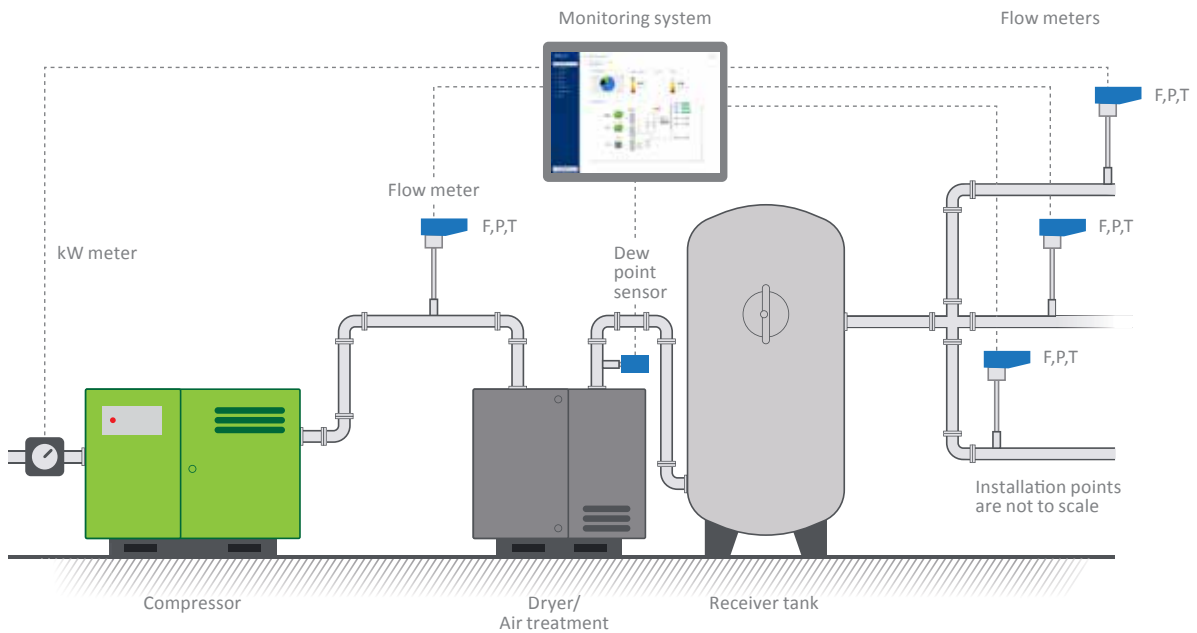 Monitoring system
Flow meters
F,P,T
Flow meter
F,P,T
F,P,T
kW meter
Dew
point
sensor
F,P,T
Installation points
are not to scale
Compressor
Dryer/
Air treatment
Receiver tank